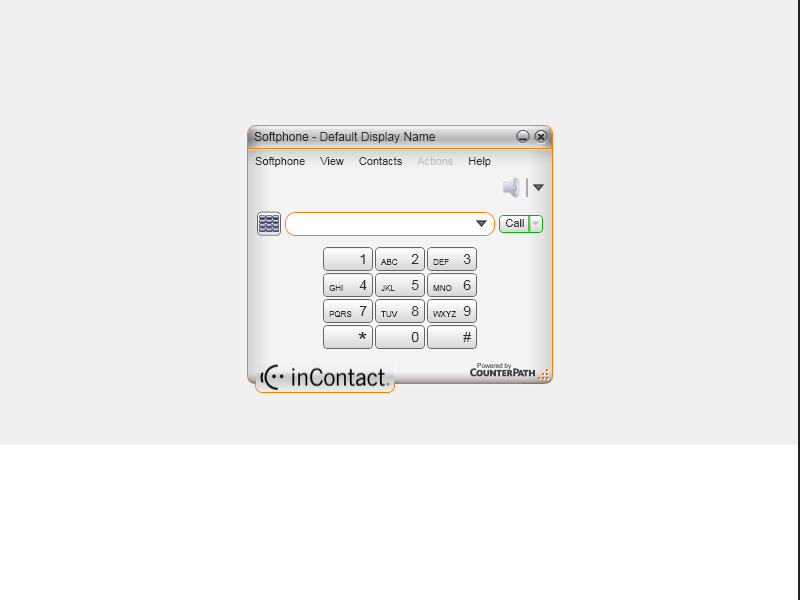 Softphone - Default Display Name
Softphone View Contacts Actions Help
Call
1 ABC 2 DEF 3
GHI 4 JKL 5 MNO 6
PQRS 7 TUV 8 WXYZ 9
* 0 #
Powered by
inContact. COUNTERPATH